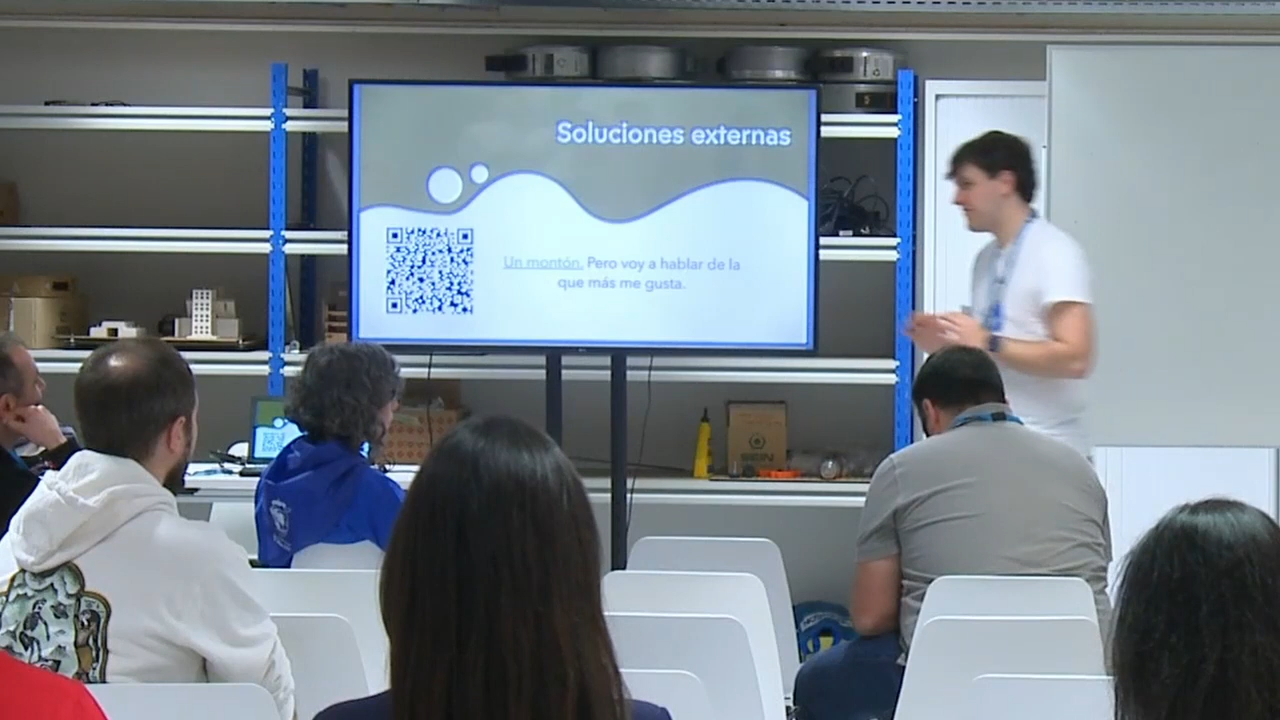 Soluciones externas
Un montón. Pero voy a hablar de la
que más me gusta.